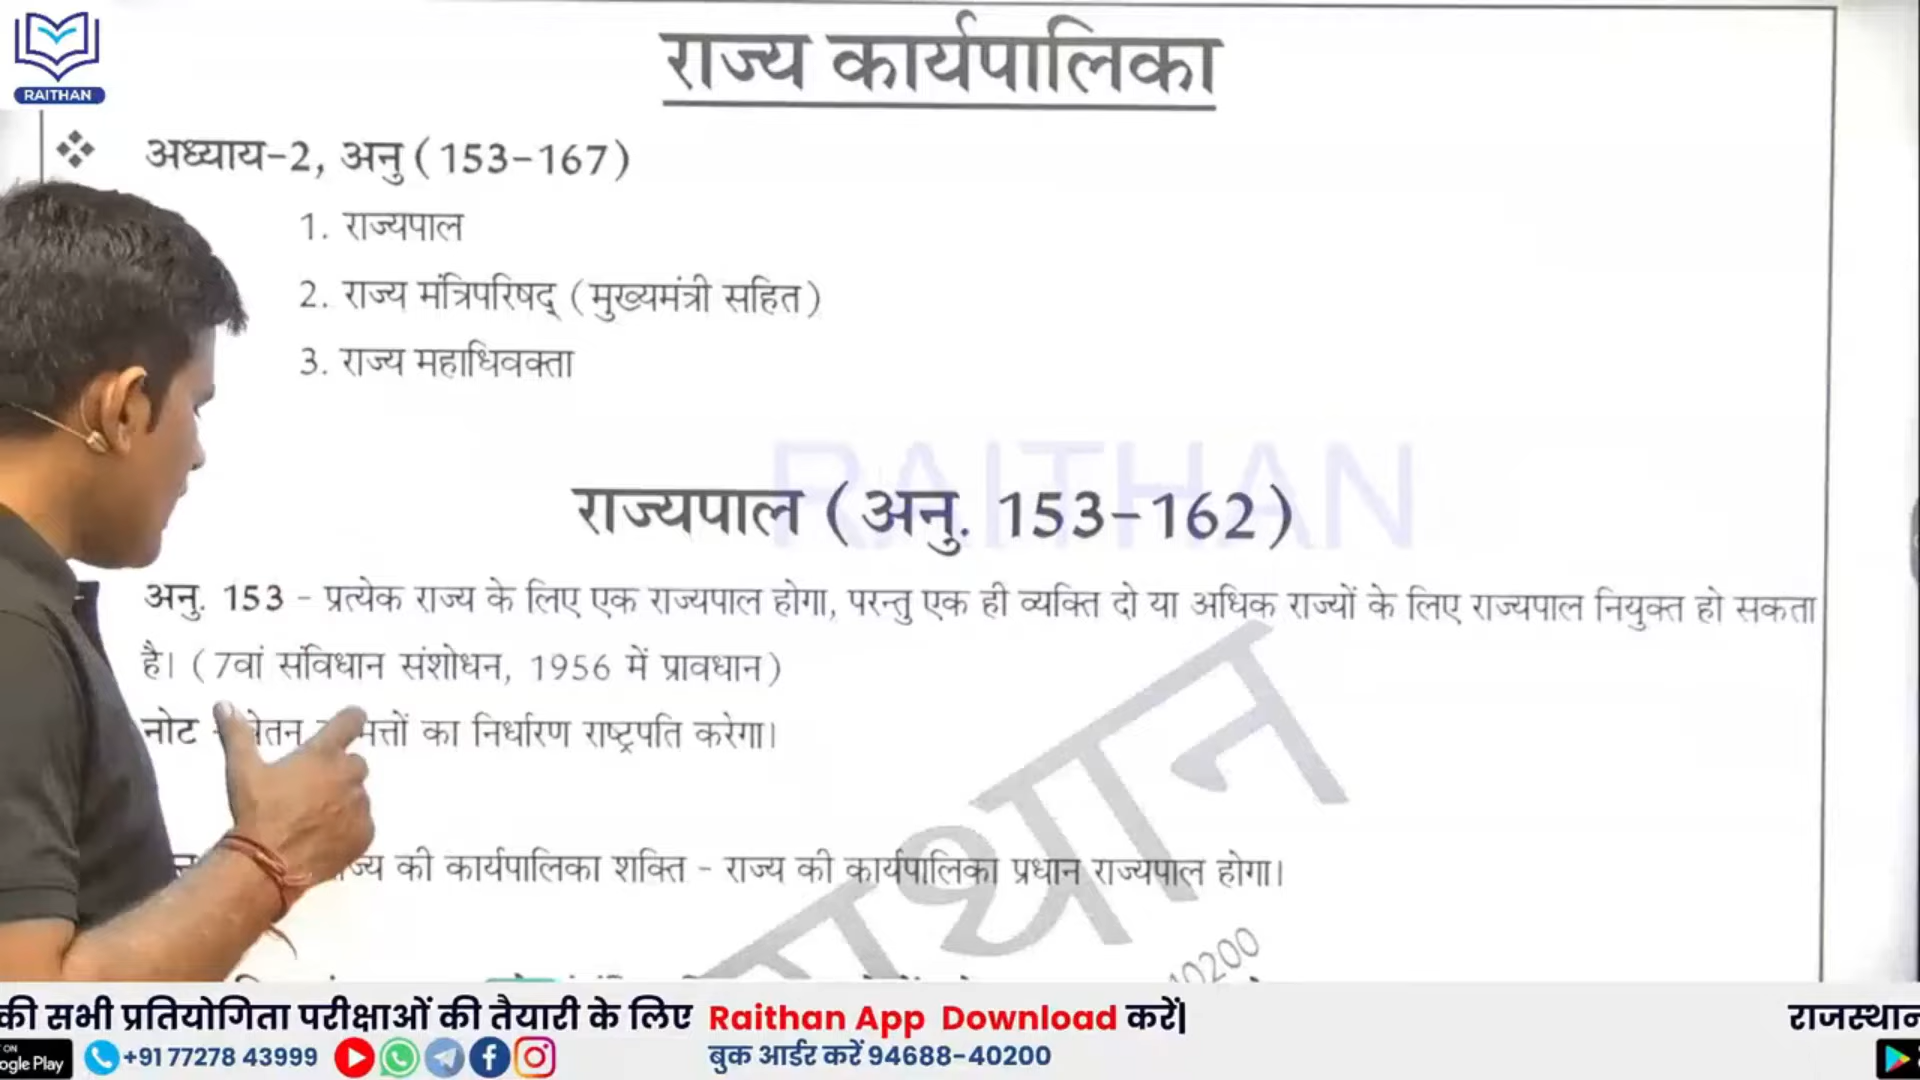 RAITHAN
राज्य कार्यपालिका
❖ अध्याय-2, अनु (153-167)
1. राज्यपाल
2. राज्य मंत्रिपरिषद् (मुख्यमंत्री सहित)
3. राज्य महाधिवक्ता
RAITHAN
राज्यपाल (अनु. 153-162)
अनु. 153 - प्रत्येक राज्य के लिए एक राज्यपाल होगा, परन्तु एक ही व्यक्ति दो या अधिक राज्यों के लिए राज्यपाल नियुक्त हो सकता
है। (7वां संविधान संशोधन, 1956 में प्रावधान)
नोट का निर्धारण राष्ट्रपति करेगा।
की कार्यपालिका शक्ति - राज्य की कार्यपालिका प्रधान राज्यपाल होगा।
की सभी प्रतियोगिता परीक्षाओं की तैयारी के लिए Raithan App Download करें|
राजस्थान
+91 77278 43999
बुक आर्डर करें 94688-40200